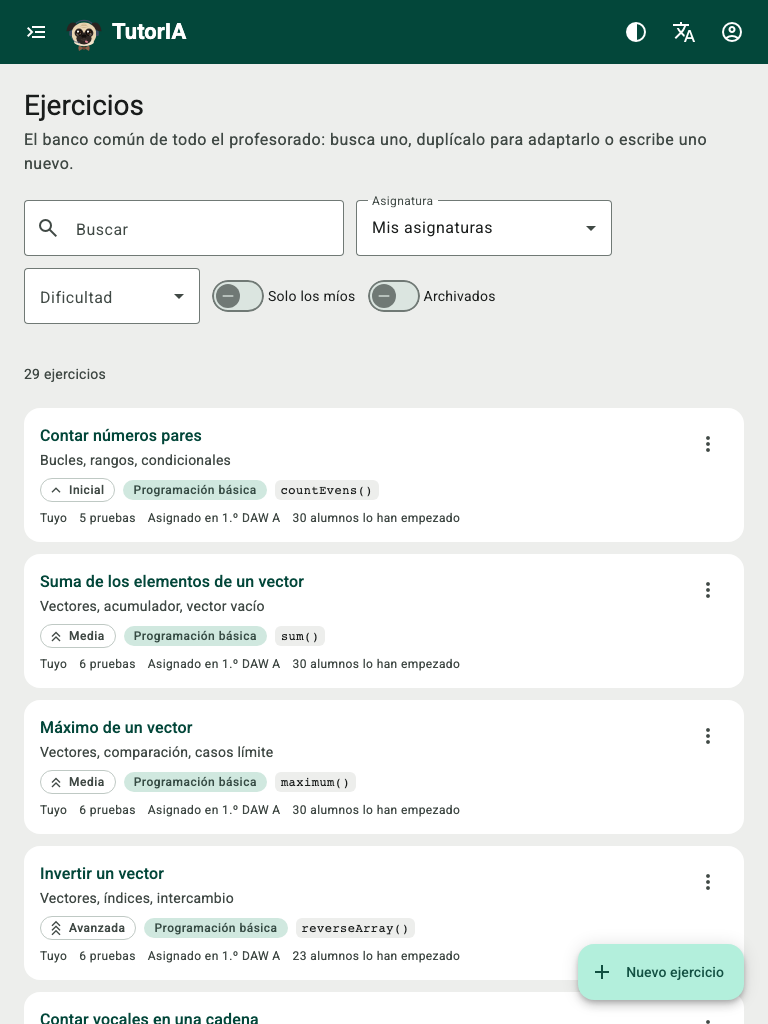 TutorIA
Ejercicios
El banco común de todo el profesorado: busca uno, duplícalo para adaptarlo o escribe uno
nuevo.
Buscar
Asignatura
Mis asignaturas
Dificultad
Solo los míos
Archivados
29 ejercicios
Contar números pares
Bucles, rangos, condicionales
Inicial Programación básica countEvens()
Tuyo 5 pruebas Asignado en 1.º DAW A 30 alumnos lo han empezado
Suma de los elementos de un vector
Vectores, acumulador, vector vacío
Media Programación básica sum()
Tuyo 6 pruebas Asignado en 1.º DAW A 30 alumnos lo han empezado
Máximo de un vector
Vectores, comparación, casos límite
Media Programación básica maximum()
Tuyo 6 pruebas Asignado en 1.º DAW A 30 alumnos lo han empezado
Invertir un vector
Vectores, índices, intercambio
Avanzada Programación básica reverseArray()
Tuyo 6 pruebas Asignado en 1.º DAW A 23 alumnos lo han empezado
Nuevo ejercicio
Contar vocales en una cadena